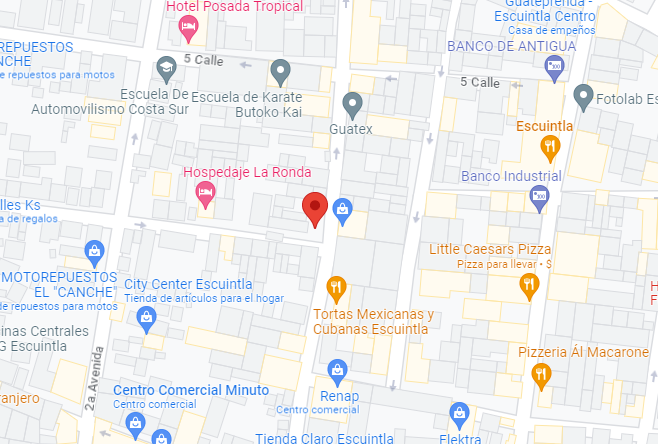 Hotel Posada Tropical
Guateprenda -
Escuintla Centro
Casa de empeños
BANCO DE ANTIGUA
REPUESTOS
NCHE
e repuestos para motos
5 Calle
5 Calle
Escuela De
Automovilismo Costa Sur
Escuela de Karate
Butoko Kai
Guatex
Fotolab Es
Escuintla
Hospedaje La Ronda
Banco Industrial
lles Ks
a de regalos
Little Caesars Pizza
Pizza para llevar • $
MOTOREPUESTOS
EL "CANCHE"
de repuestos para motos
City Center Escuintla
Tienda de artículos para el hogar
H
F
Tortas Mexicanas y
Cubanas Escuintla
inas Centrales
G Escuintla
2a. Avenida
Pizzeria Ál Macarone
Centro Comercial Minuto
Centro comercial
Renap
Centro comercial
ranjero
Tienda Claro Escuintla
Elektra